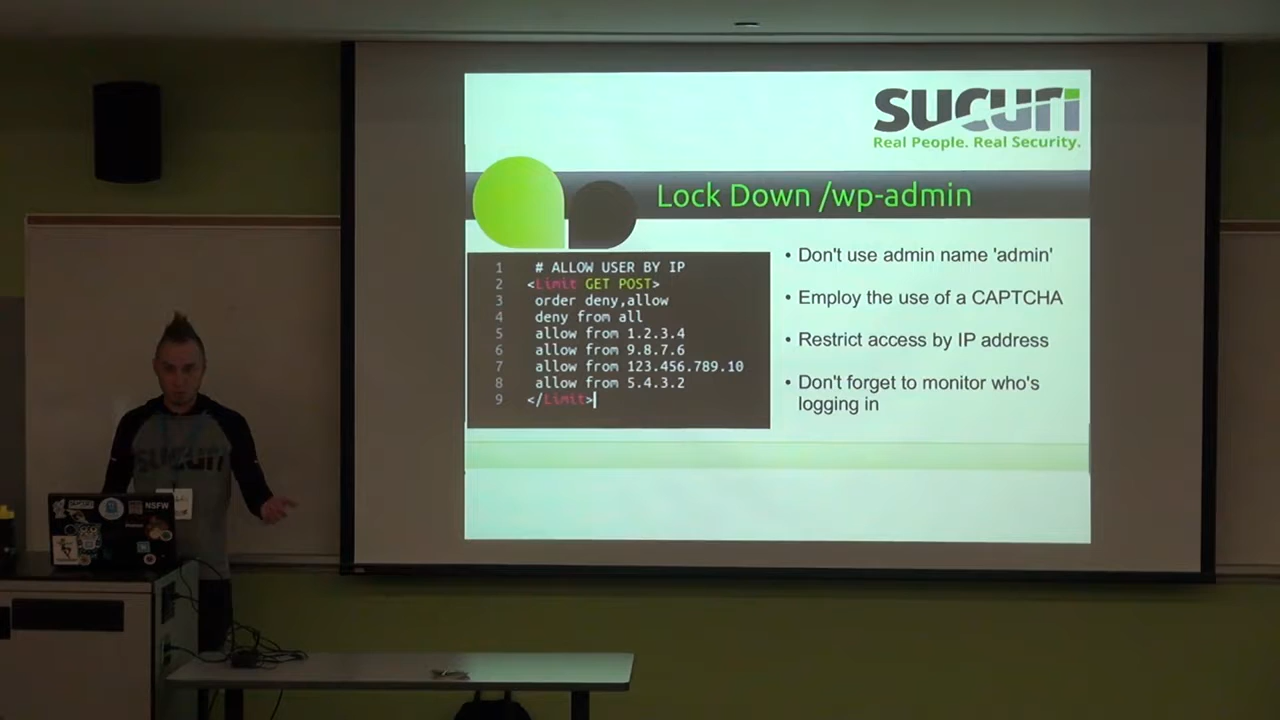 sucuri
Real People. Real Security.
Lock Down /wp-admin
1 # ALLOW USER BY IP
2 <Limit GET POST>
3 order deny,allow
4 deny from all
5 allow from 1.2.3.4
6 allow from 9.8.7.6
7 allow from 123.456.789.10
8 allow from 5.4.3.2
9 </Limit>
• Don't use admin name 'admin'
• Employ the use of a CAPTCHA
• Restrict access by IP address
• Don't forget to monitor who's
logging in
sucuri
NSFW